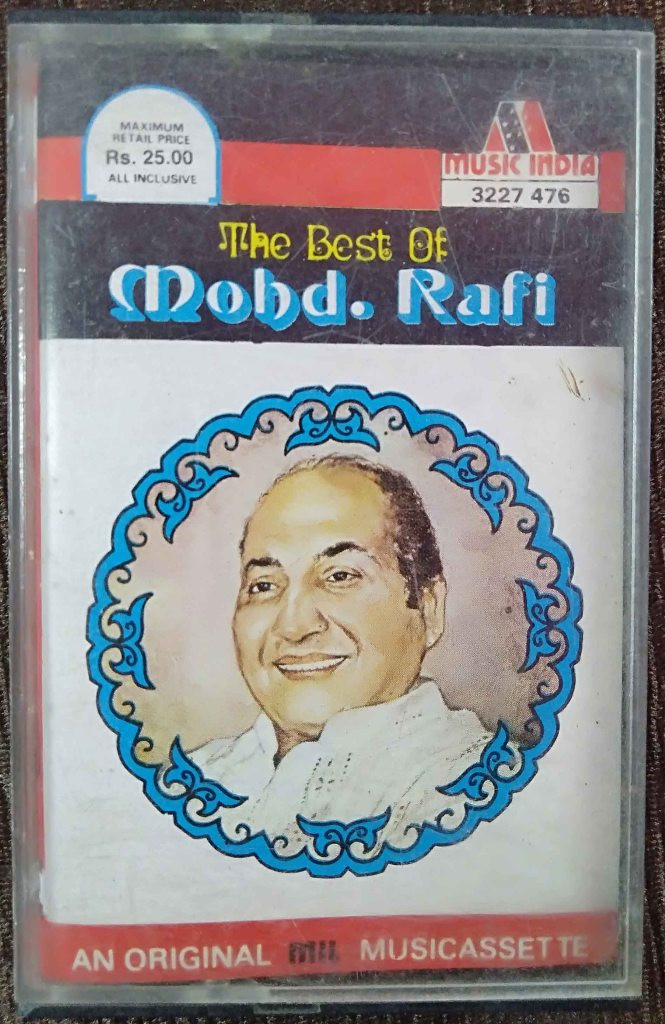 MAXIMUM
RETAIL PRICE
Rs. 25.00
ALL INCLUSIVE
MUSIC INDIA
3227 476
The Best Of
Mohd. Rafi
AN ORIGINAL MIL MUSICASSETTE